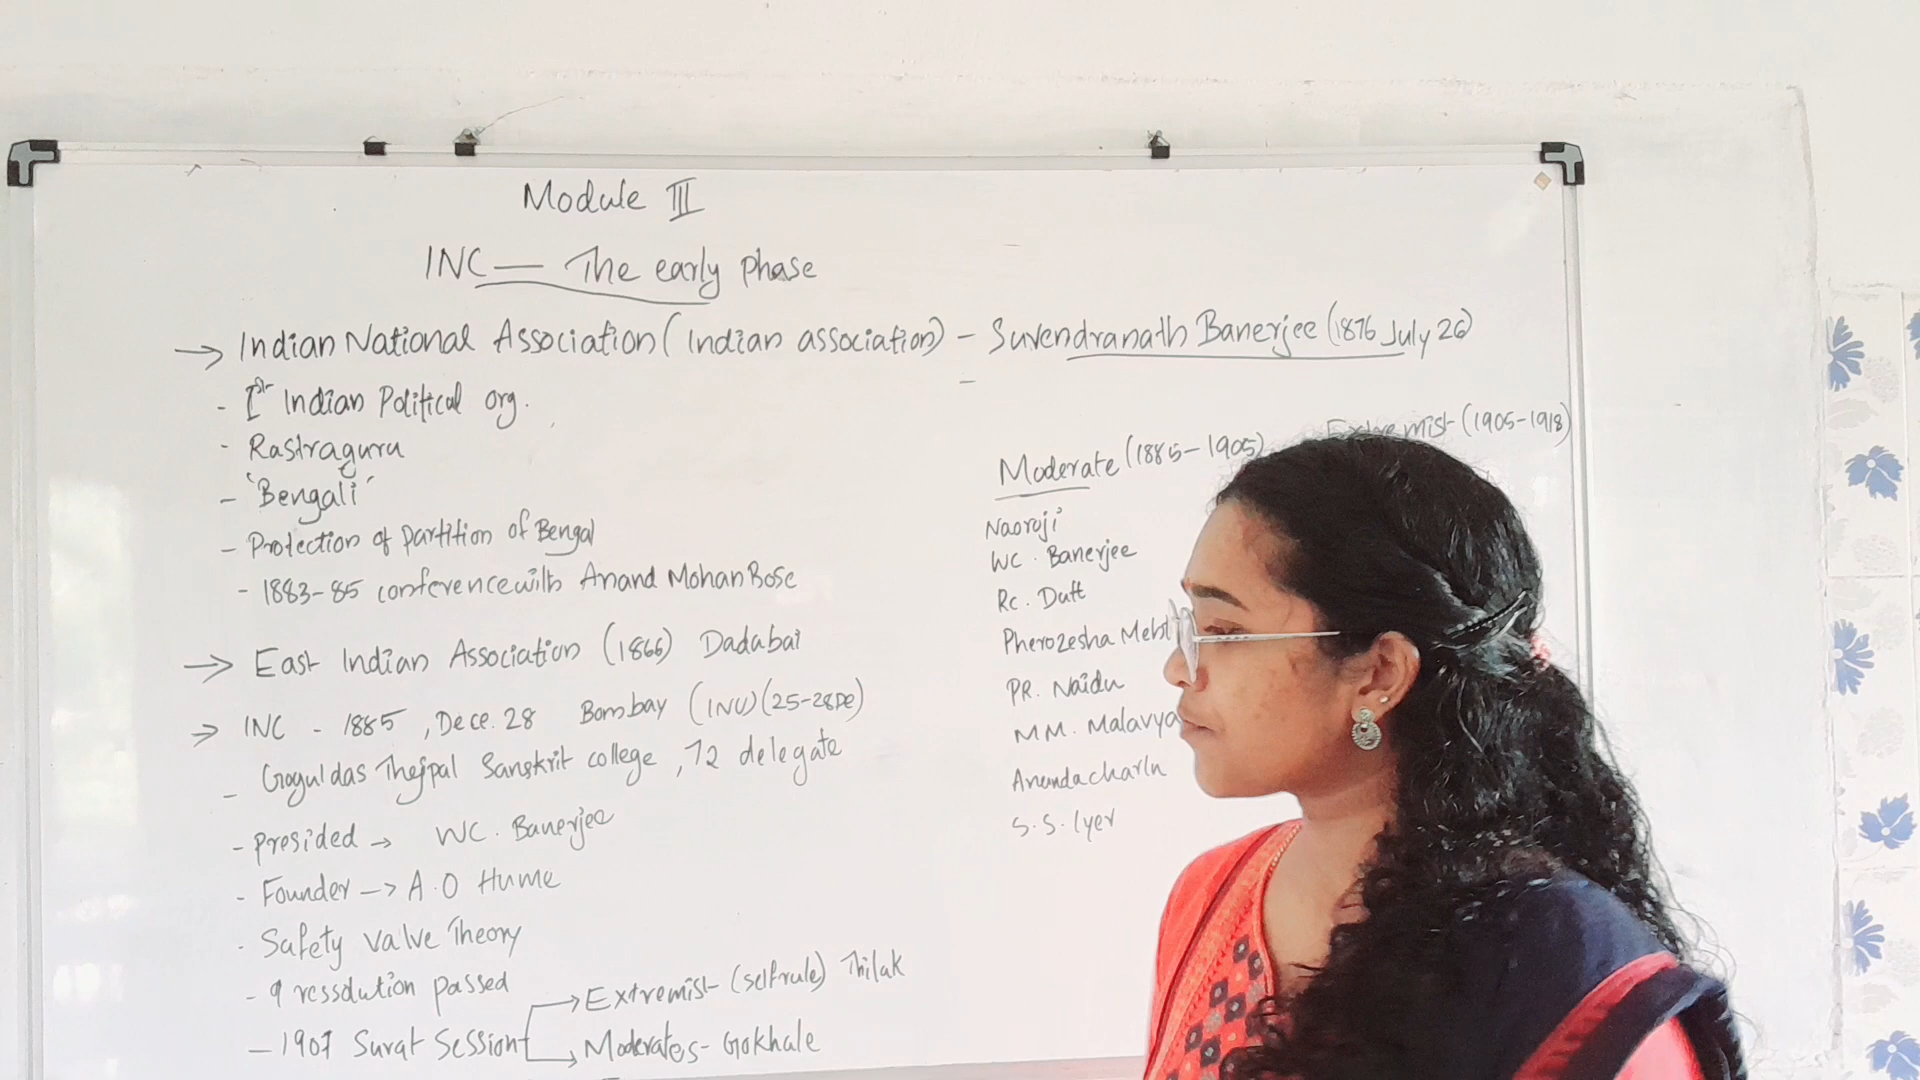 Module III
INC — The early phase
→ Indian National Association (Indian association) - Surendranath Banerjee (1876 July 26)
- Ist Indian Political org.
- Rastraguru
- 'Bengali'
- Protection of partition of Bengal
- 1883-85 conference with Anand Mohan Bose
→ East Indian Association (1866) Dadabai
→ INC - 1885, Dece. 28 Bombay (INU) (25-28 De)
- Goguldas Thejpal Sanskrit college, 72 delegate
- Presided → WC. Banerjee
- Founder → A.O Hume
- Safety valve Theory
- 9 ressolution passed
- 1907 Surat Session
→ Extremist - (selfrule) Thilak
→ Moderates - Gokhale
Moderate (1885-1905)
Naoroji
WC. Banerjee
Rc. Dutt
Pherozesha
PR. Naidu
MM. Malavya
Anandacharlu
S.S. Iyer
Extremist (1905-1918)